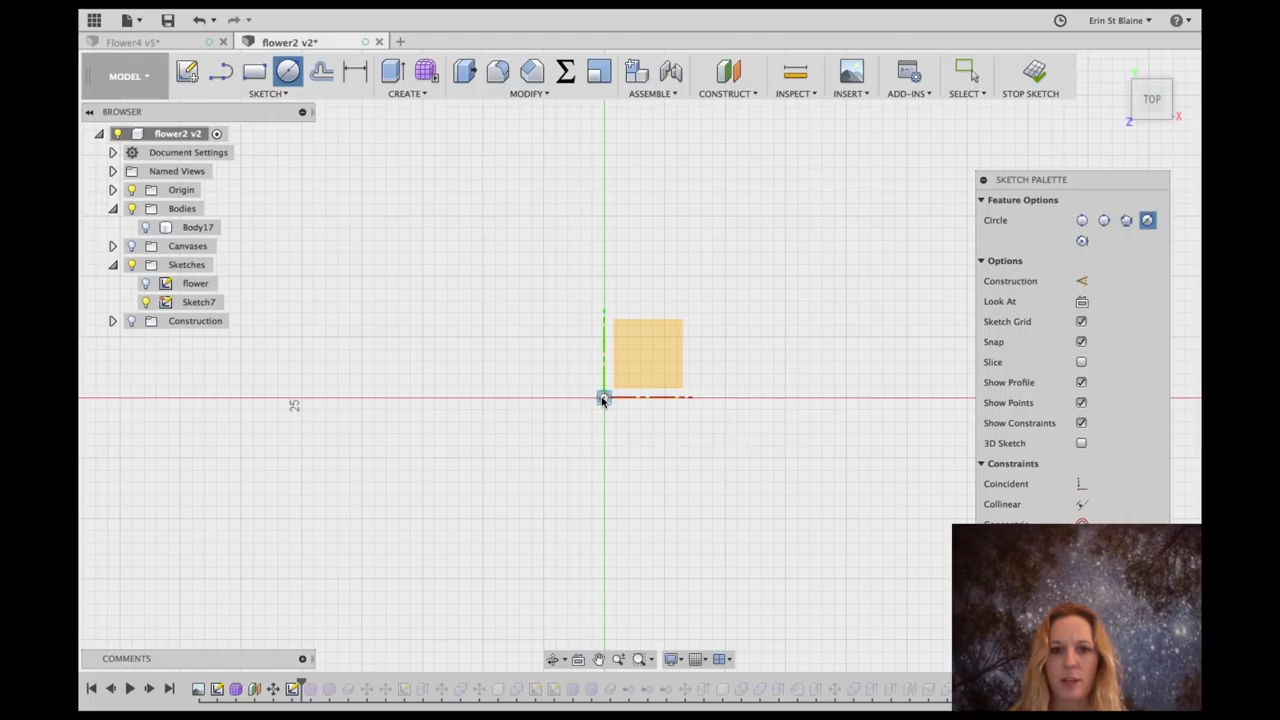 Erin St Blaine
Flower4 v5*
flower2 v2*
MODEL
SKETCH
CREATE
MODIFY
ASSEMBLE
CONSTRUCT
INSPECT
INSERT
ADD-INS
SELECT
STOP SKETCH
BROWSER
TOP
X
Y
Z
flower2 v2
Document Settings
Named Views
Origin
Bodies
Body17
Canvases
Sketches
flower
Sketch7
Construction
25
SKETCH PALETTE
Feature Options
Circle
Options
Construction
Look At
Sketch Grid
Snap
Slice
Show Profile
Show Points
Show Constraints
3D Sketch
Constraints
Coincident
Collinear
COMMENTS